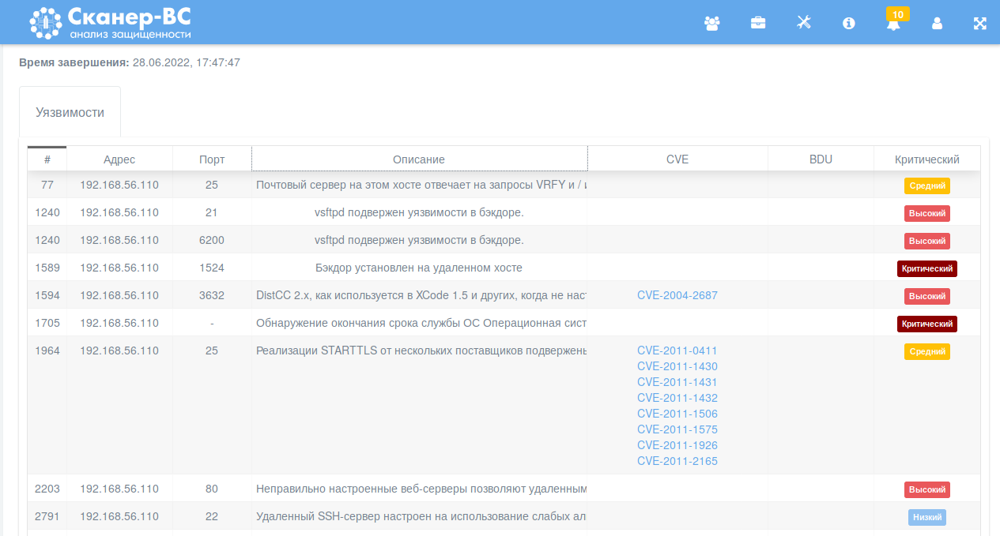 Сканер-ВС
анализ защищенности
10
Время завершения: 28.06.2022, 17:47:47
Уязвимости
# Адрес Порт Описание CVE BDU Критический
77 192.168.56.110 25 Почтовый сервер на этом хосте отвечает на запросы VRFY и / и Средний
1240 192.168.56.110 21 vsftpd подвержен уязвимости в бэкдоре. Высокий
1240 192.168.56.110 6200 vsftpd подвержен уязвимости в бэкдоре. Высокий
1589 192.168.56.110 1524 Бэкдор установлен на удаленном хосте Критический
1594 192.168.56.110 3632 DistCC 2.x, как используется в XCode 1.5 и других, когда не наст CVE-2004-2687 Высокий
1705 192.168.56.110 - Обнаружение окончания срока службы ОС Операционная сист Критический
1964 192.168.56.110 25 Реализации STARTTLS от нескольких поставщиков подвержены CVE-2011-0411 Средний
CVE-2011-1430
CVE-2011-1431
CVE-2011-1432
CVE-2011-1506
CVE-2011-1575
CVE-2011-1926
CVE-2011-2165
2203 192.168.56.110 80 Неправильно настроенные веб-серверы позволяют удаленным Высокий
2791 192.168.56.110 22 Удаленный SSH-сервер настроен на использование слабых ал Низкий